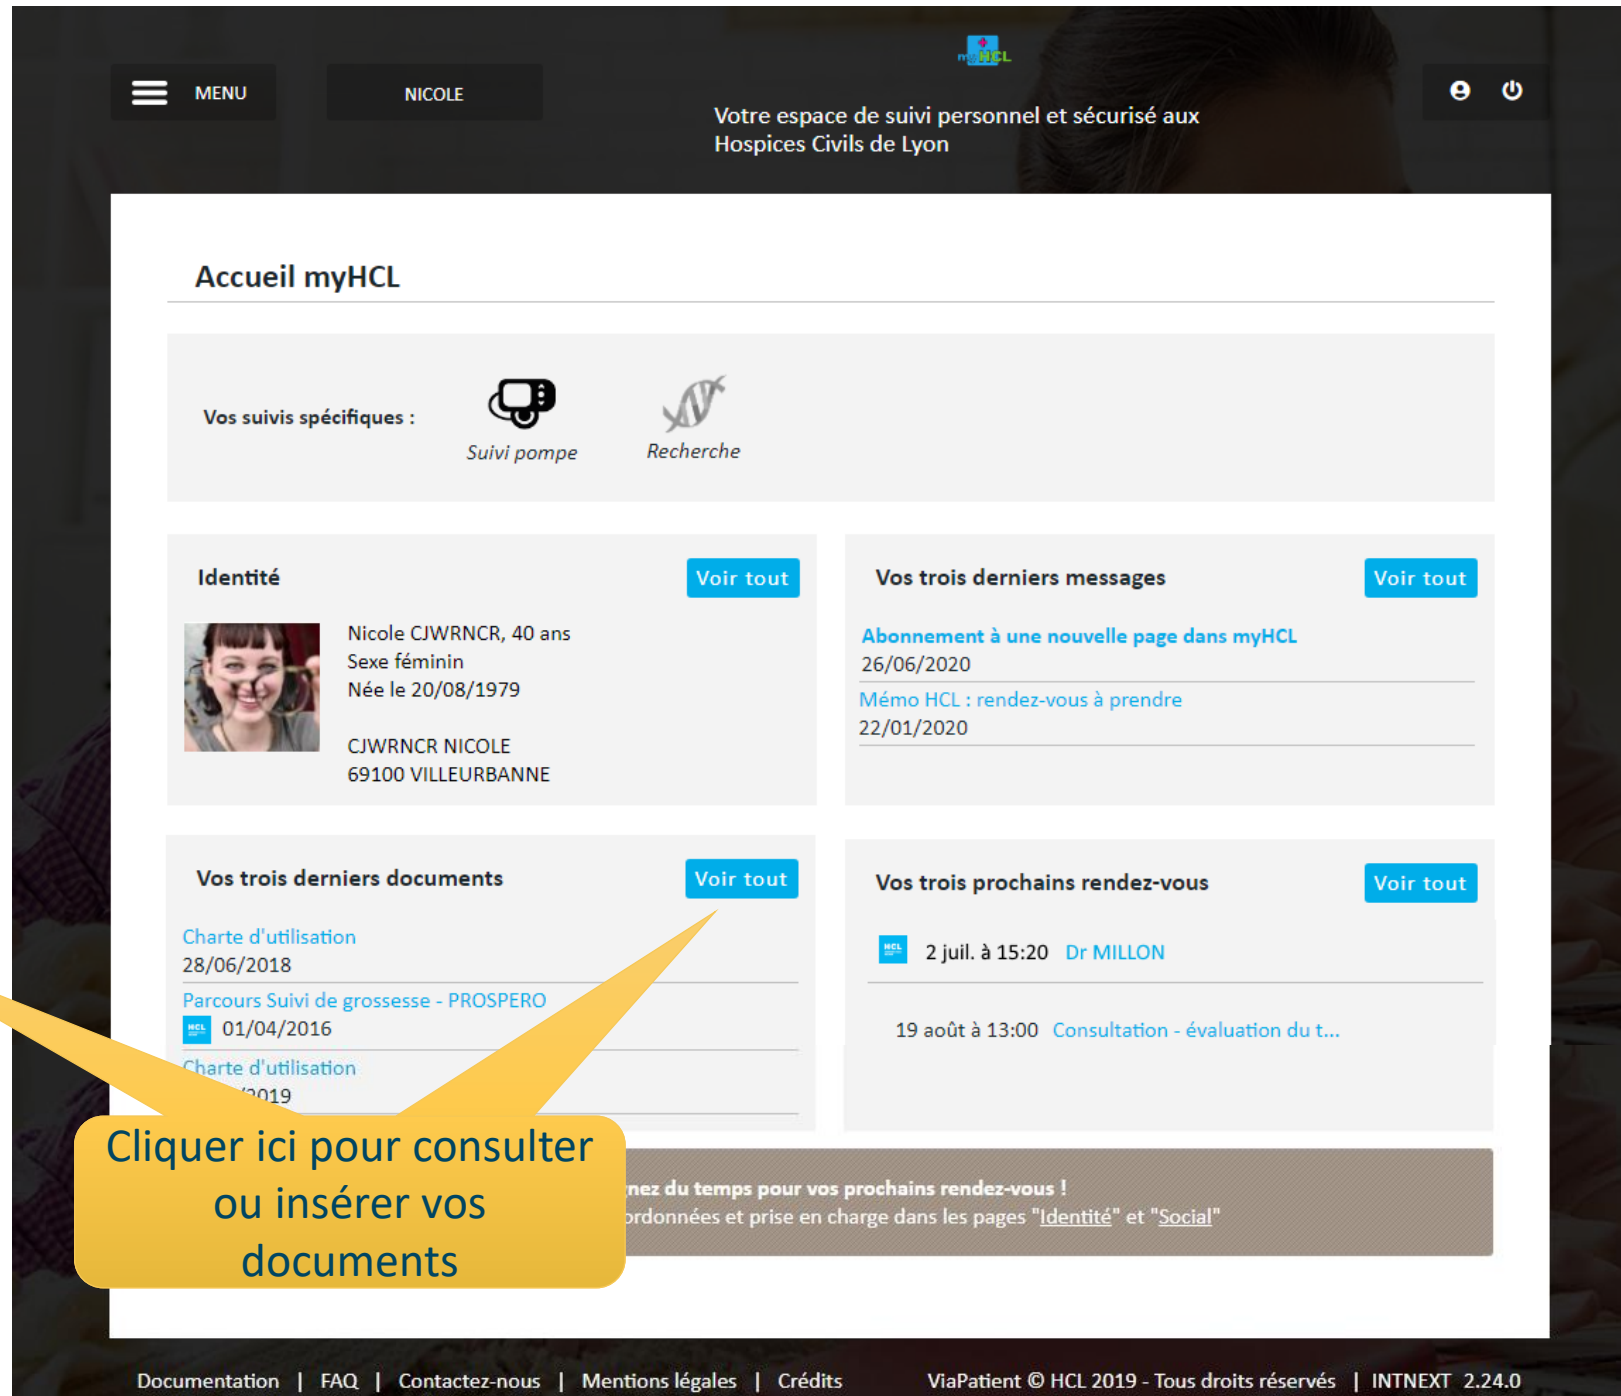 myHCL
MENU
NICOLE
Votre espace de suivi personnel et sécurisé aux
Hospices Civils de Lyon
Accueil myHCL
Vos suivis spécifiques :
Suivi pompe
Recherche
Identité
Voir tout
Nicole CJWRNCR, 40 ans
Sexe féminin
Née le 20/08/1979
CJWRNCR NICOLE
69100 VILLEURBANNE
Vos trois derniers messages
Voir tout
Abonnement à une nouvelle page dans myHCL
26/06/2020
Mémo HCL : rendez-vous à prendre
22/01/2020
Vos trois derniers documents
Voir tout
Charte d'utilisation
28/06/2018
Parcours Suivi de grossesse - PROSPERO
HCL 01/04/2016
Charte d'utilisation
/2019
Vos trois prochains rendez-vous
Voir tout
HCL 2 juil. à 15:20 Dr MILLON
19 août à 13:00 Consultation - évaluation du t...
Cliquer ici pour consulter
ou insérer vos
documents
nez du temps pour vos prochains rendez-vous !
ordonnées et prise en charge dans les pages "Identité" et "Social"
Documentation | FAQ | Contactez-nous | Mentions légales | Crédits
ViaPatient © HCL 2019 - Tous droits réservés | INTNEXT 2.24.0